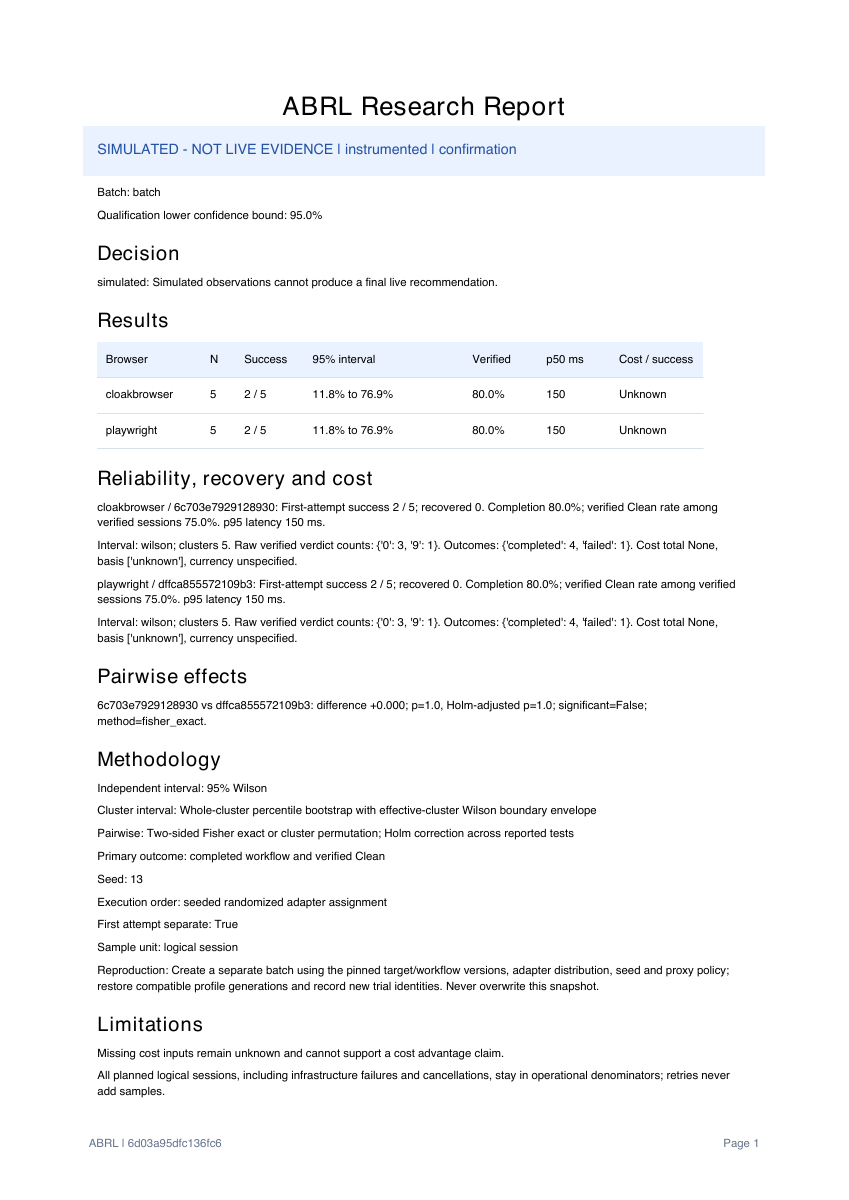 ABRL Research Report
SIMULATED - NOT LIVE EVIDENCE | instrumented | confirmation
Batch: batch
Qualification lower confidence bound: 95.0%
Decision
simulated: Simulated observations cannot produce a final live recommendation.
Results
Browser N Success 95% interval Verified p50 ms Cost / success
cloakbrowser 5 2 / 5 11.8% to 76.9% 80.0% 150 Unknown
playwright 5 2 / 5 11.8% to 76.9% 80.0% 150 Unknown
Reliability, recovery and cost
cloakbrowser / 6c703e7929128930: First-attempt success 2 / 5; recovered 0. Completion 80.0%; verified Clean rate among
verified sessions 75.0%. p95 latency 150 ms.
Interval: wilson; clusters 5. Raw verified verdict counts: {'0': 3, '9': 1}. Outcomes: {'completed': 4, 'failed': 1}. Cost total None,
basis ['unknown'], currency unspecified.
playwright / dffca855572109b3: First-attempt success 2 / 5; recovered 0. Completion 80.0%; verified Clean rate among verified
sessions 75.0%. p95 latency 150 ms.
Interval: wilson; clusters 5. Raw verified verdict counts: {'0': 3, '9': 1}. Outcomes: {'completed': 4, 'failed': 1}. Cost total None,
basis ['unknown'], currency unspecified.
Pairwise effects
6c703e7929128930 vs dffca855572109b3: difference +0.000; p=1.0, Holm-adjusted p=1.0; significant=False;
method=fisher_exact.
Methodology
Independent interval: 95% Wilson
Cluster interval: Whole-cluster percentile bootstrap with effective-cluster Wilson boundary envelope
Pairwise: Two-sided Fisher exact or cluster permutation; Holm correction across reported tests
Primary outcome: completed workflow and verified Clean
Seed: 13
Execution order: seeded randomized adapter assignment
First attempt separate: True
Sample unit: logical session
Reproduction: Create a separate batch using the pinned target/workflow versions, adapter distribution, seed and proxy policy;
restore compatible profile generations and record new trial identities. Never overwrite this snapshot.
Limitations
Missing cost inputs remain unknown and cannot support a cost advantage claim.
All planned logical sessions, including infrastructure failures and cancellations, stay in operational denominators; retries never
add samples.
ABRL | 6d03a95dfc136fc6 Page 1